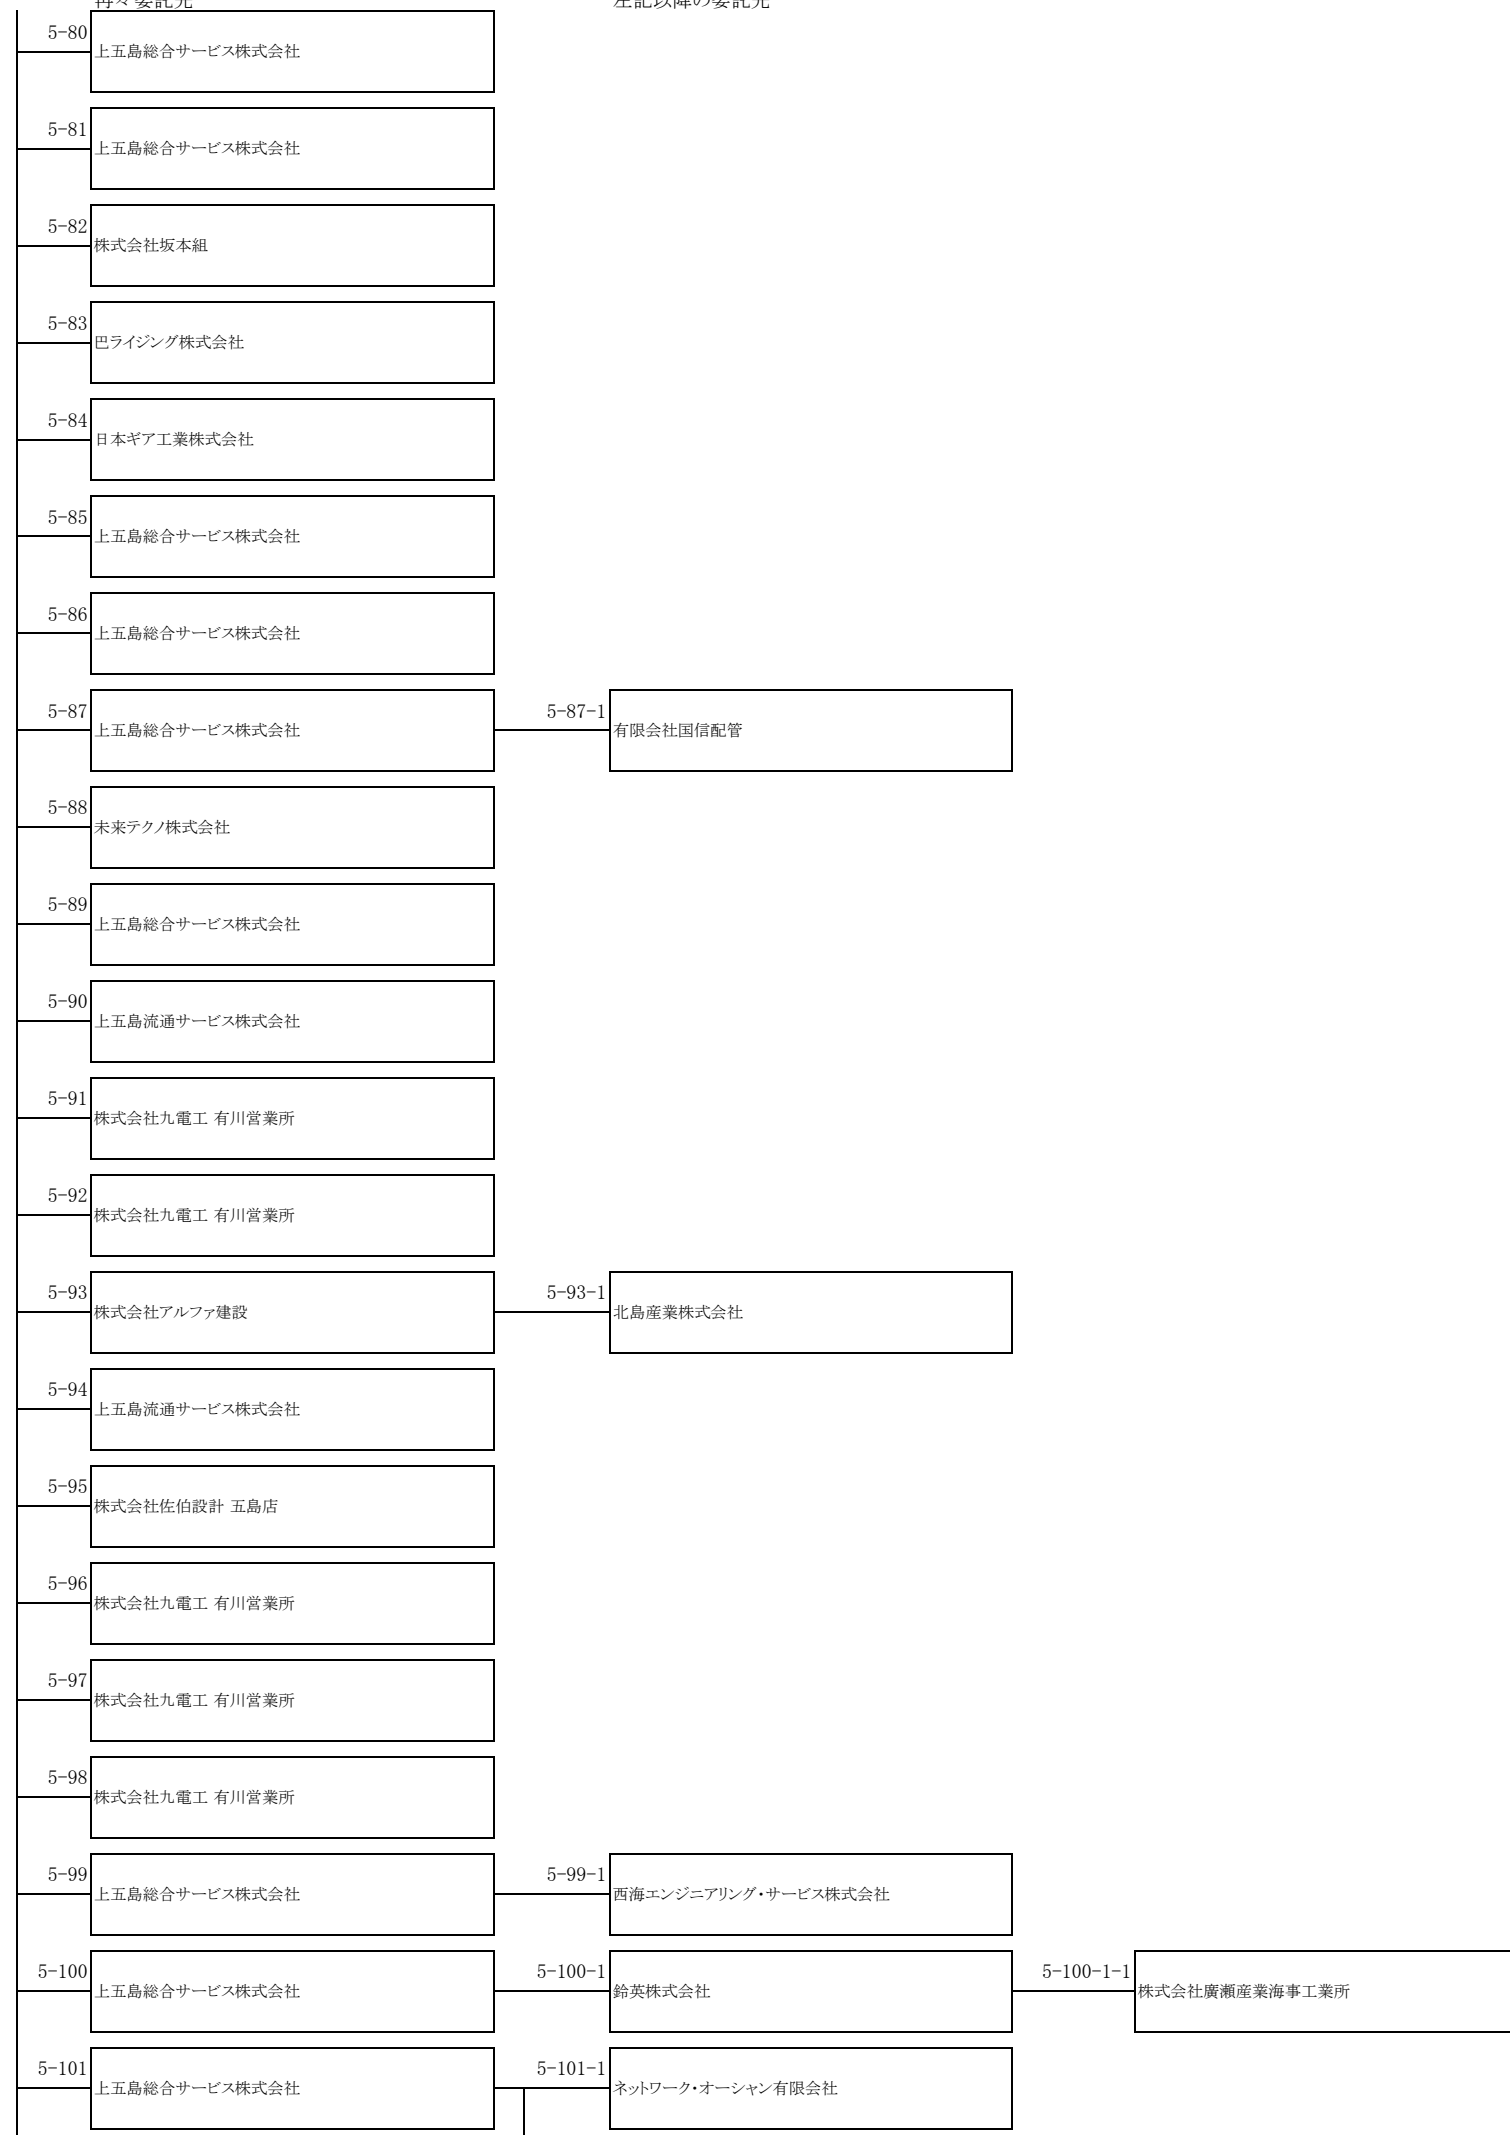 再々委託先
左記以降の委託先
5-80
上五島総合サービス株式会社
5-81
上五島総合サービス株式会社
5-82
株式会社坂本組
5-83
巴ライジング株式会社
5-84
日本ギア工業株式会社
5-85
上五島総合サービス株式会社
5-86
上五島総合サービス株式会社
5-87
上五島総合サービス株式会社
5-87-1
有限会社国信配管
5-88
未来テクノ株式会社
5-89
上五島総合サービス株式会社
5-90
上五島流通サービス株式会社
5-91
株式会社九電工 有川営業所
5-92
株式会社九電工 有川営業所
5-93
株式会社アルファ建設
5-93-1
北島産業株式会社
5-94
上五島流通サービス株式会社
5-95
株式会社佐伯設計 五島店
5-96
株式会社九電工 有川営業所
5-97
株式会社九電工 有川営業所
5-98
株式会社九電工 有川営業所
5-99
上五島総合サービス株式会社
5-99-1
西海エンジニアリング・サービス株式会社
5-100
上五島総合サービス株式会社
5-100-1
鈴英株式会社
5-100-1-1
株式会社廣瀬産業海事工業所
5-101
上五島総合サービス株式会社
5-101-1
ネットワーク・オーシャン有限会社